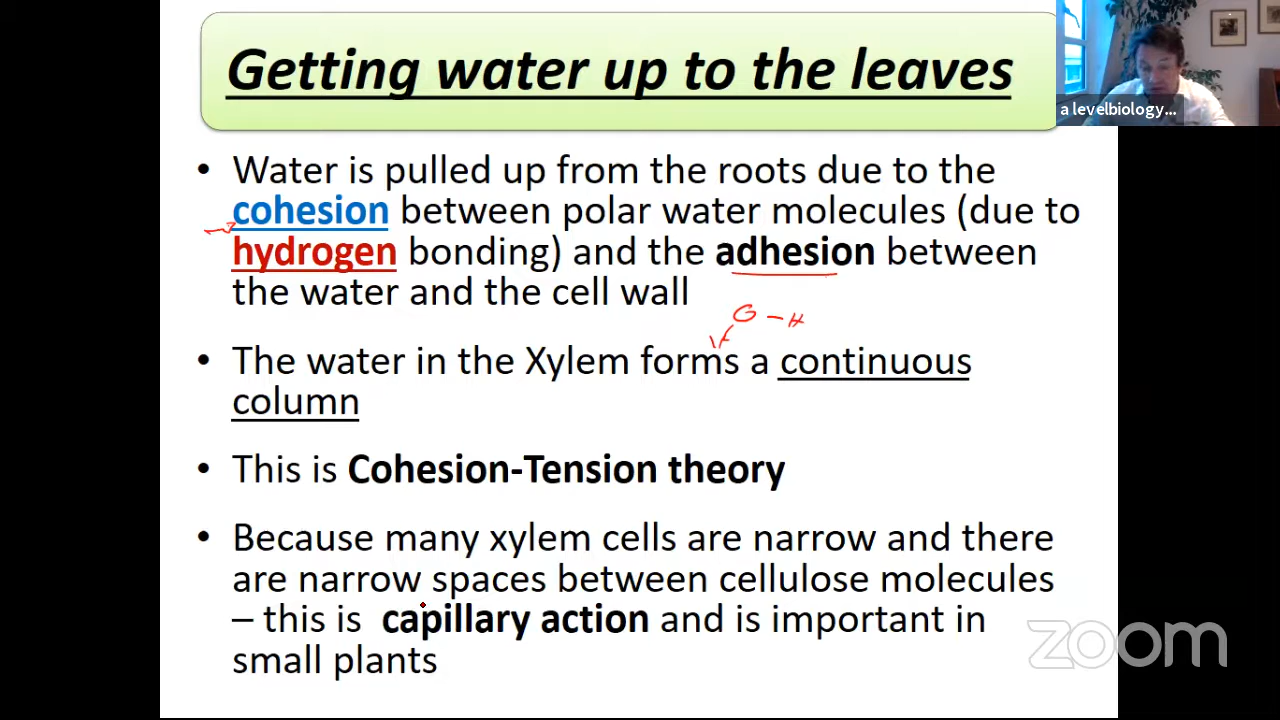 Getting water up to the leaves
a levelbiology...
• Water is pulled up from the roots due to the
cohesion between polar water molecules (due to
hydrogen bonding) and the adhesion between
the water and the cell wall
O – H
• The water in the Xylem forms a continuous
column
• This is Cohesion-Tension theory
• Because many xylem cells are narrow and there
are narrow spaces between cellulose molecules
– this is capillary action and is important in
small plants
zoom